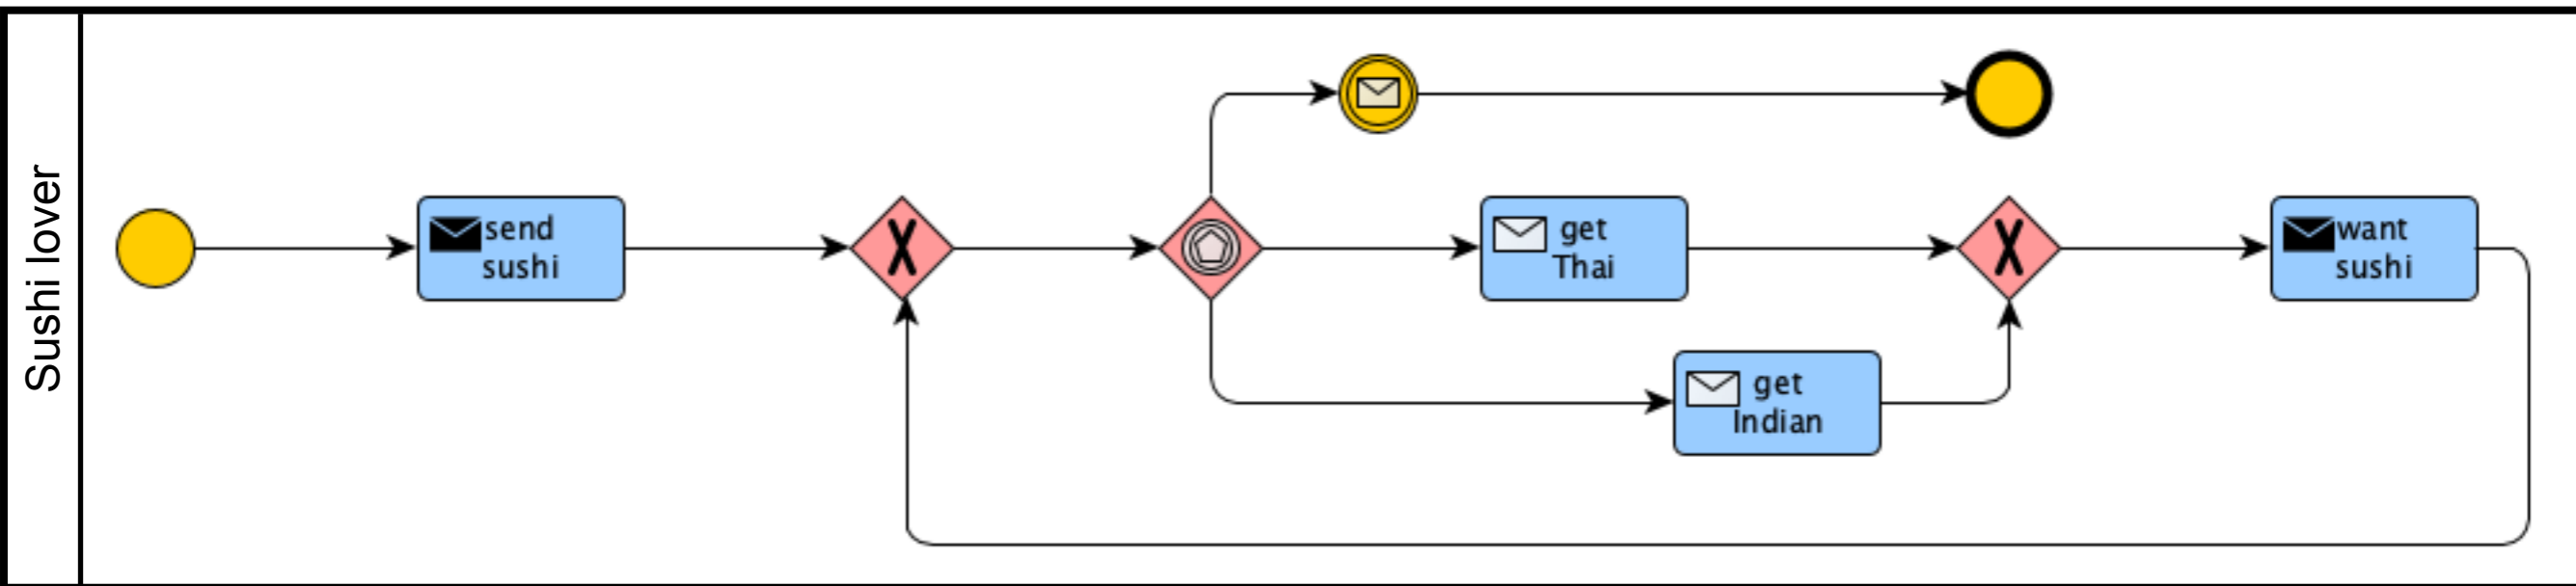 Sushi lover
send
sushi
get
Thai
want
sushi
get
Indian